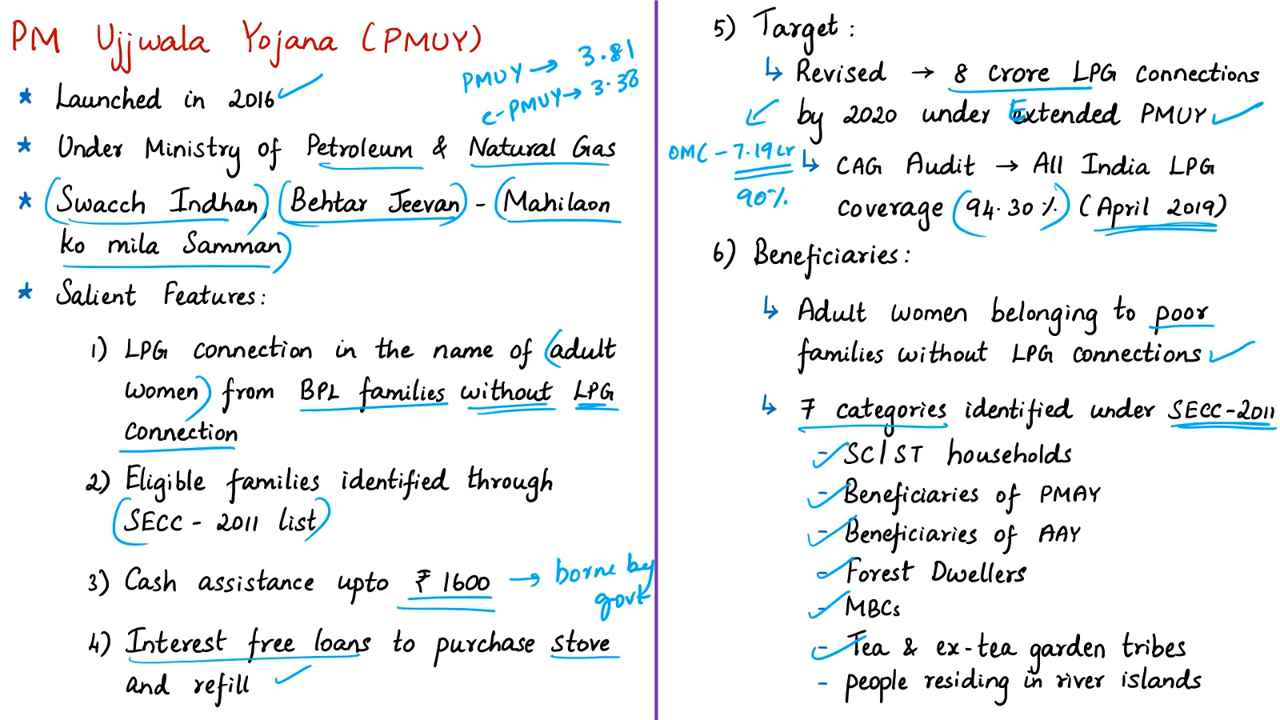 PM Ujjwala Yojana (PMUY)
PMUY → 3.81
e-PMUY → 3.38
* Launched in 2016
* Under Ministry of Petroleum & Natural Gas
* Swacch Indhan, Behtar Jeevan - Mahilaon
ko mila Samman
* Salient Features:
1) LPG connection in the name of (adult
women) from BPL families without LPG
connection
2) Eligible families identified through
(SECC - 2011 list)
3) Cash assistance upto ₹ 1600 → borne by
govt
4) Interest free loans to purchase stove
and refill
5) Target:
↳ Revised → 8 crore LPG connections
by 2020 under Extended PMUY
OMC - 7.19 cr
90%
↳ CAG Audit → All India LPG
coverage (94.30%) (April 2019)
6) Beneficiaries:
↳ Adult women belonging to poor
families without LPG connections
↳ 7 categories identified under SECC-2011
- SC/ST households
- Beneficiaries of PMAY
- Beneficiaries of AAY
- Forest Dwellers
- MBCs
- Tea & ex-tea garden tribes
- people residing in river islands